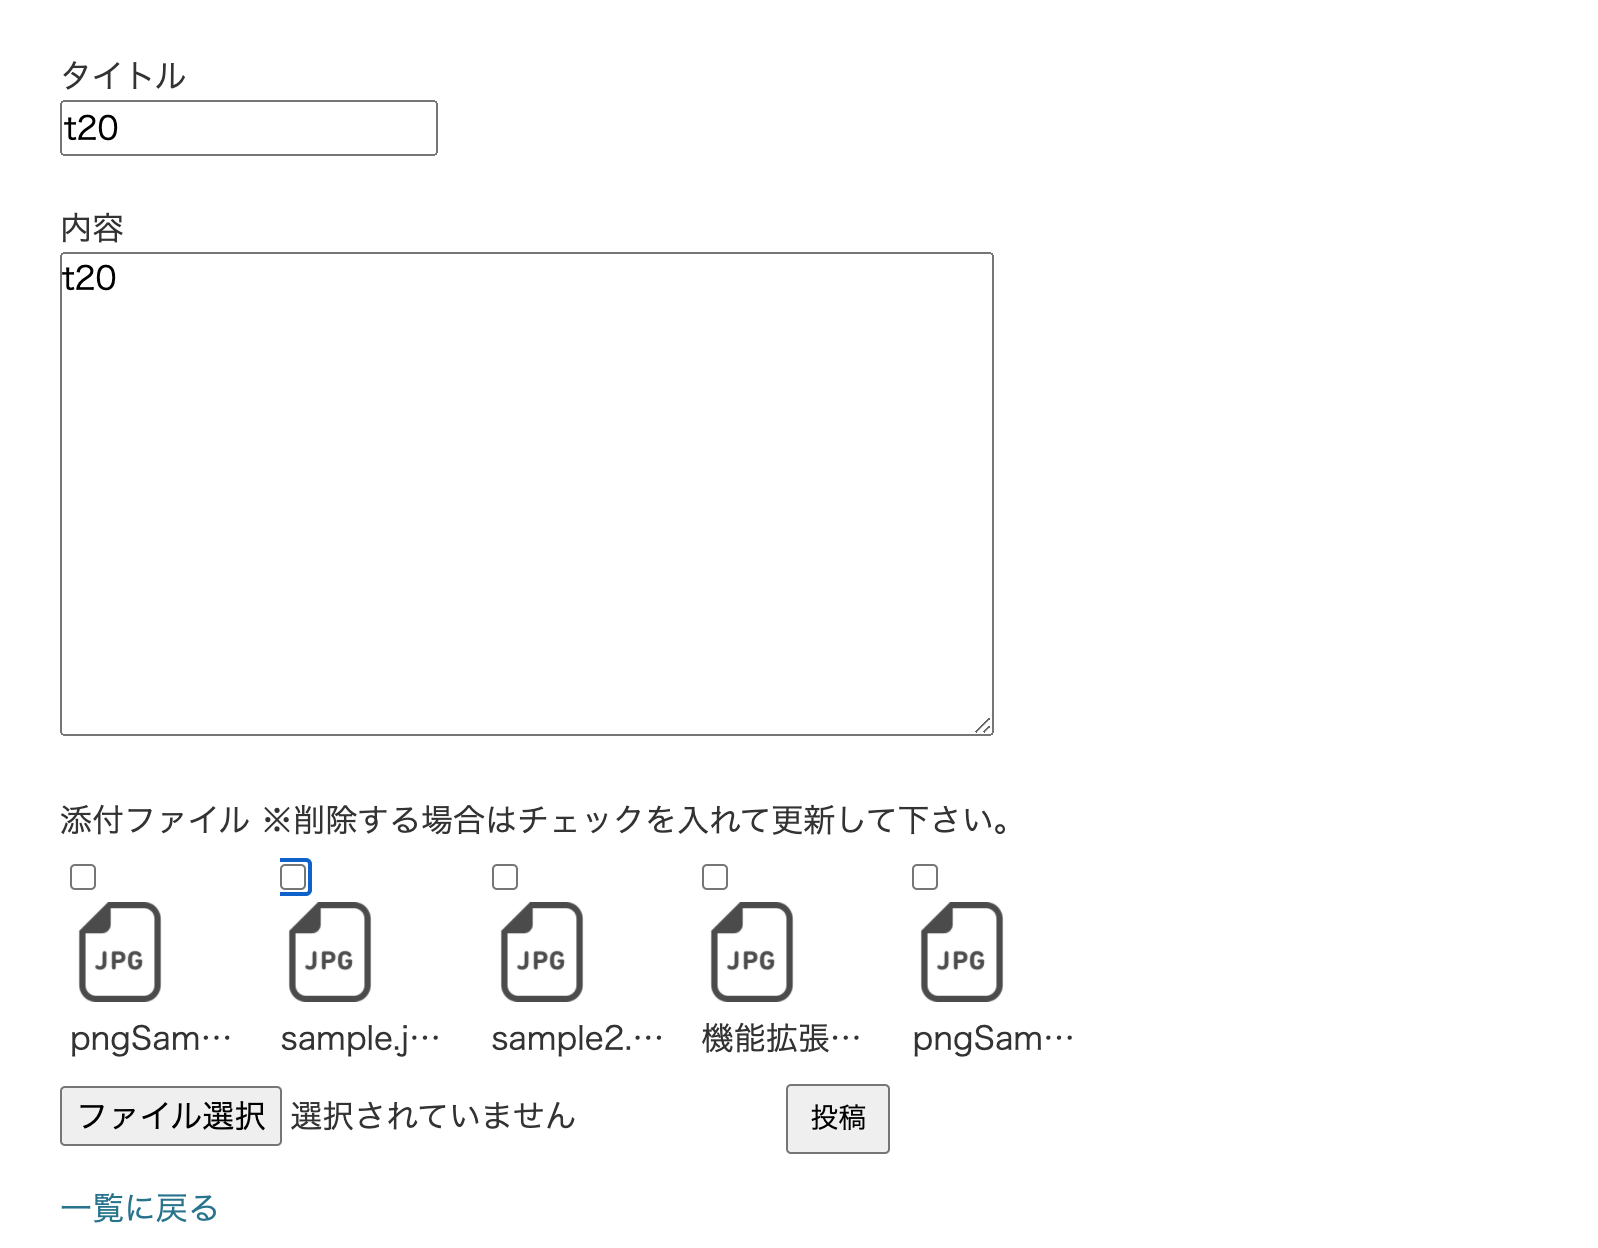 タイトル
t20
内容
t20
添付ファイル ※削除する場合はチェックを入れて更新して下さい。
JPG JPG JPG JPG JPG
pngSam… sample.j… sample2.… 機能拡張… pngSam…
ファイル選択 選択されていません 投稿
一覧に戻る